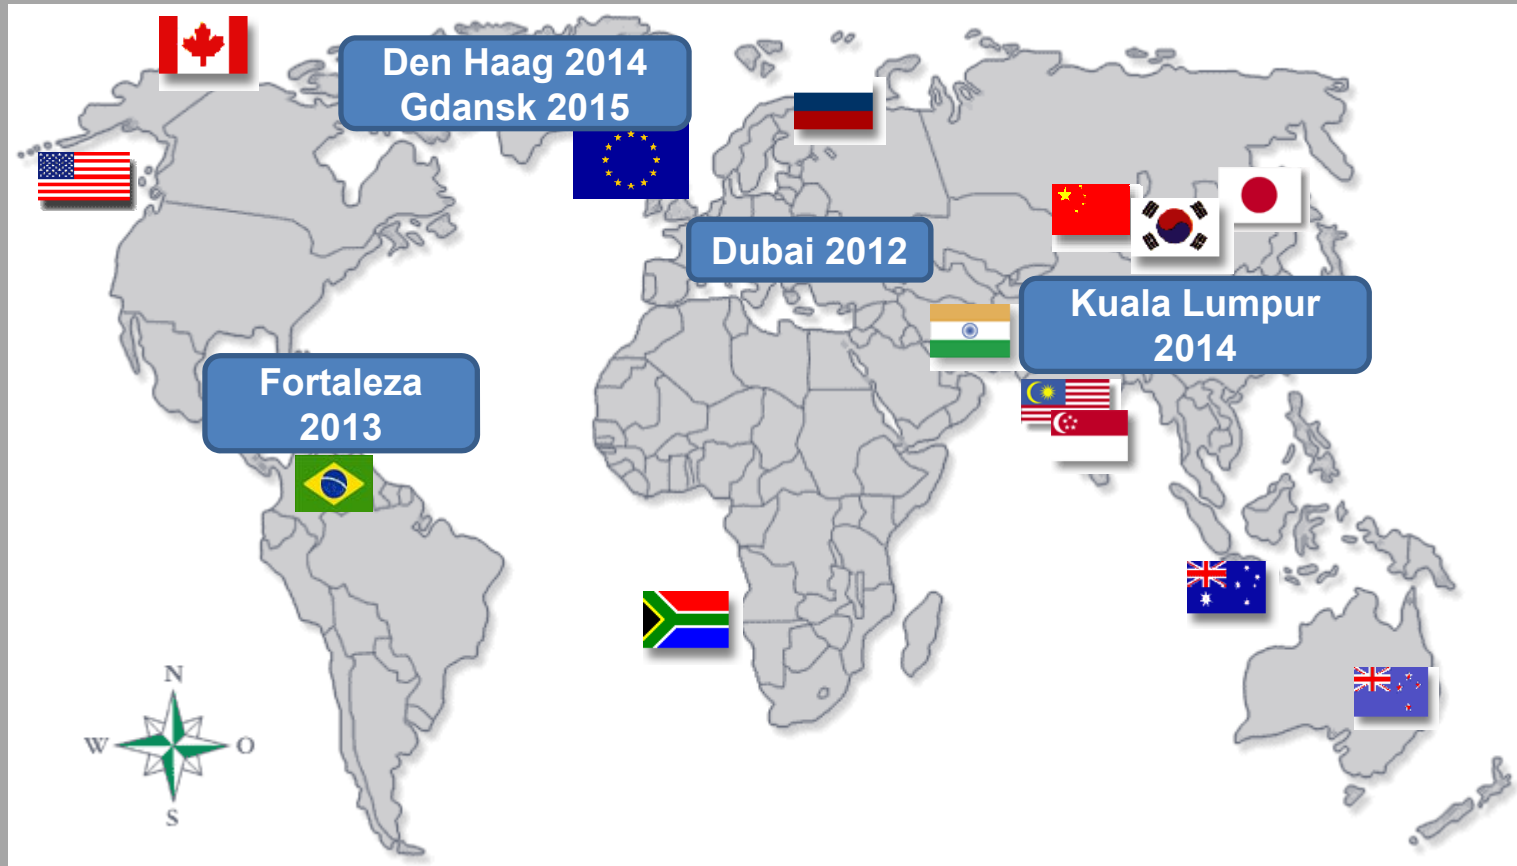 Den Haag 2014
Gdansk 2015
Dubai 2012
Kuala Lumpur
2014
Fortaleza
2013
N
W
O
S